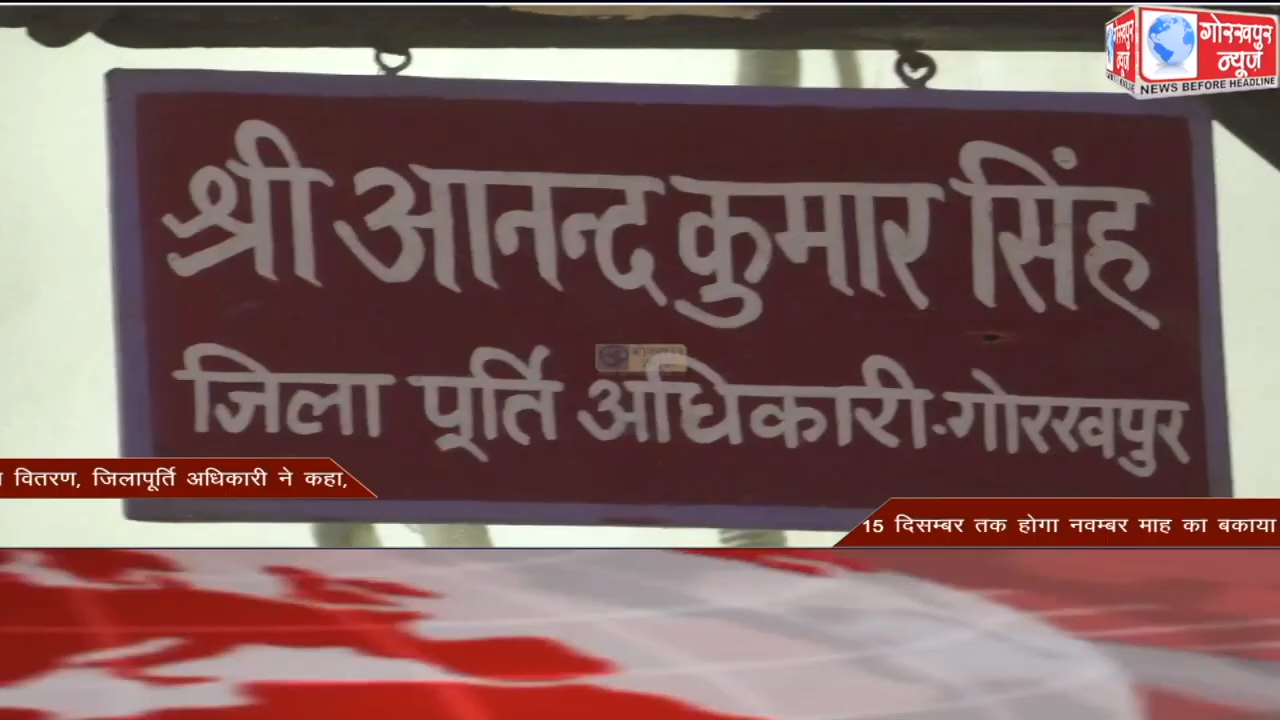 गोरखपुर
न्यूज़
NEWS BEFORE HEADLINE
श्री आनन्द कुमार सिंह
जिला पूर्ति अधिकारी-गोरखपुर
वितरण, जिलापूर्ति अधिकारी ने कहा,
15 दिसम्बर तक होगा नवम्बर माह का बकाया